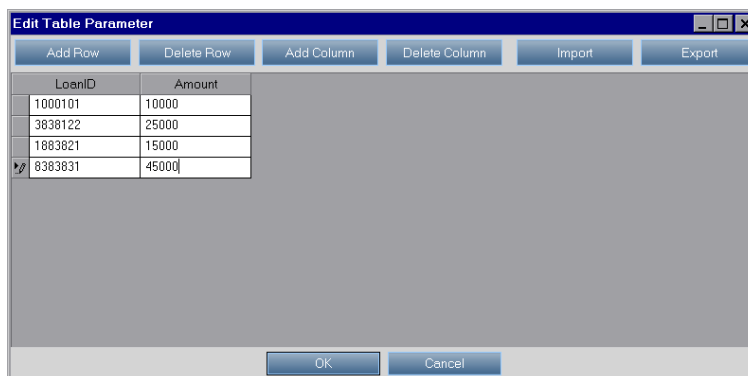 Edit Table Parameter
Add Row Delete Row Add Column Delete Column Import Export
LoanID Amount
1000101 10000
3838122 25000
1883821 15000
8383831 45000
OK Cancel